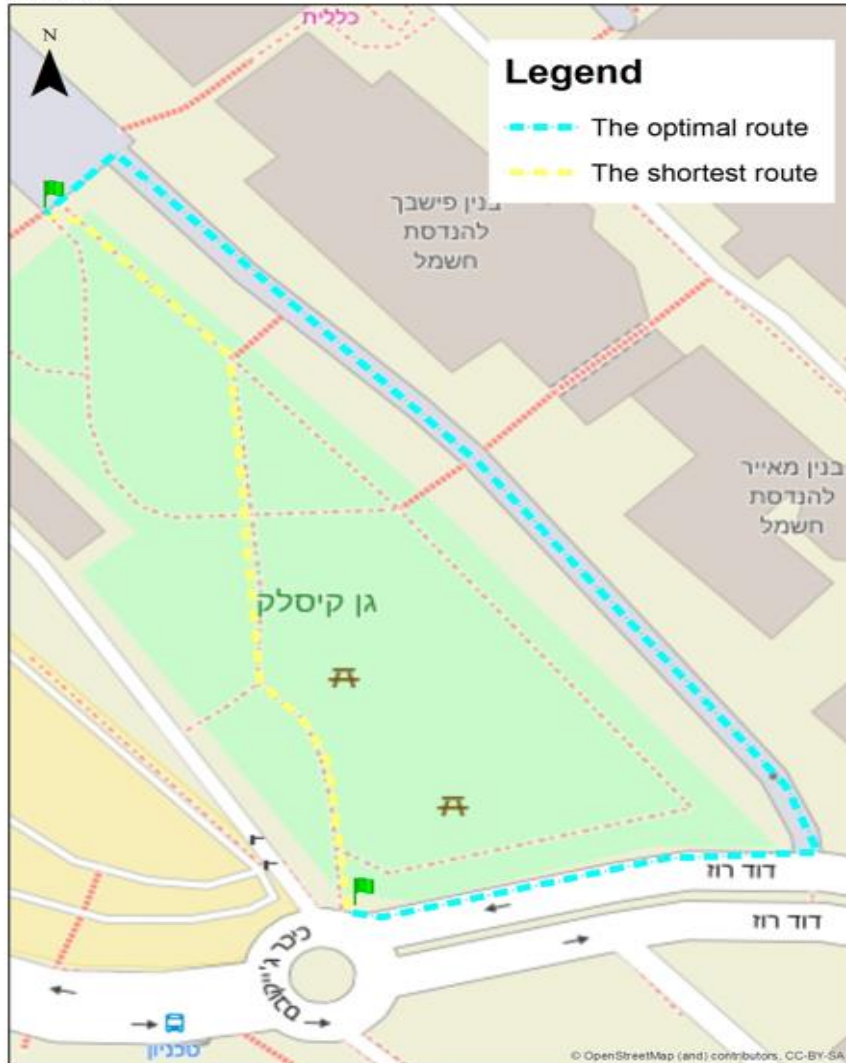 כללית
N
Legend
The optimal route
The shortest route
בנין פישבך
להנדסת
חשמל
בנין מאייר
להנדסת
חשמל
גן קיסלק
דוד רוז
דוד רוז
טכניון
© OpenStreetMap (and) contributors, CC-BY-SA